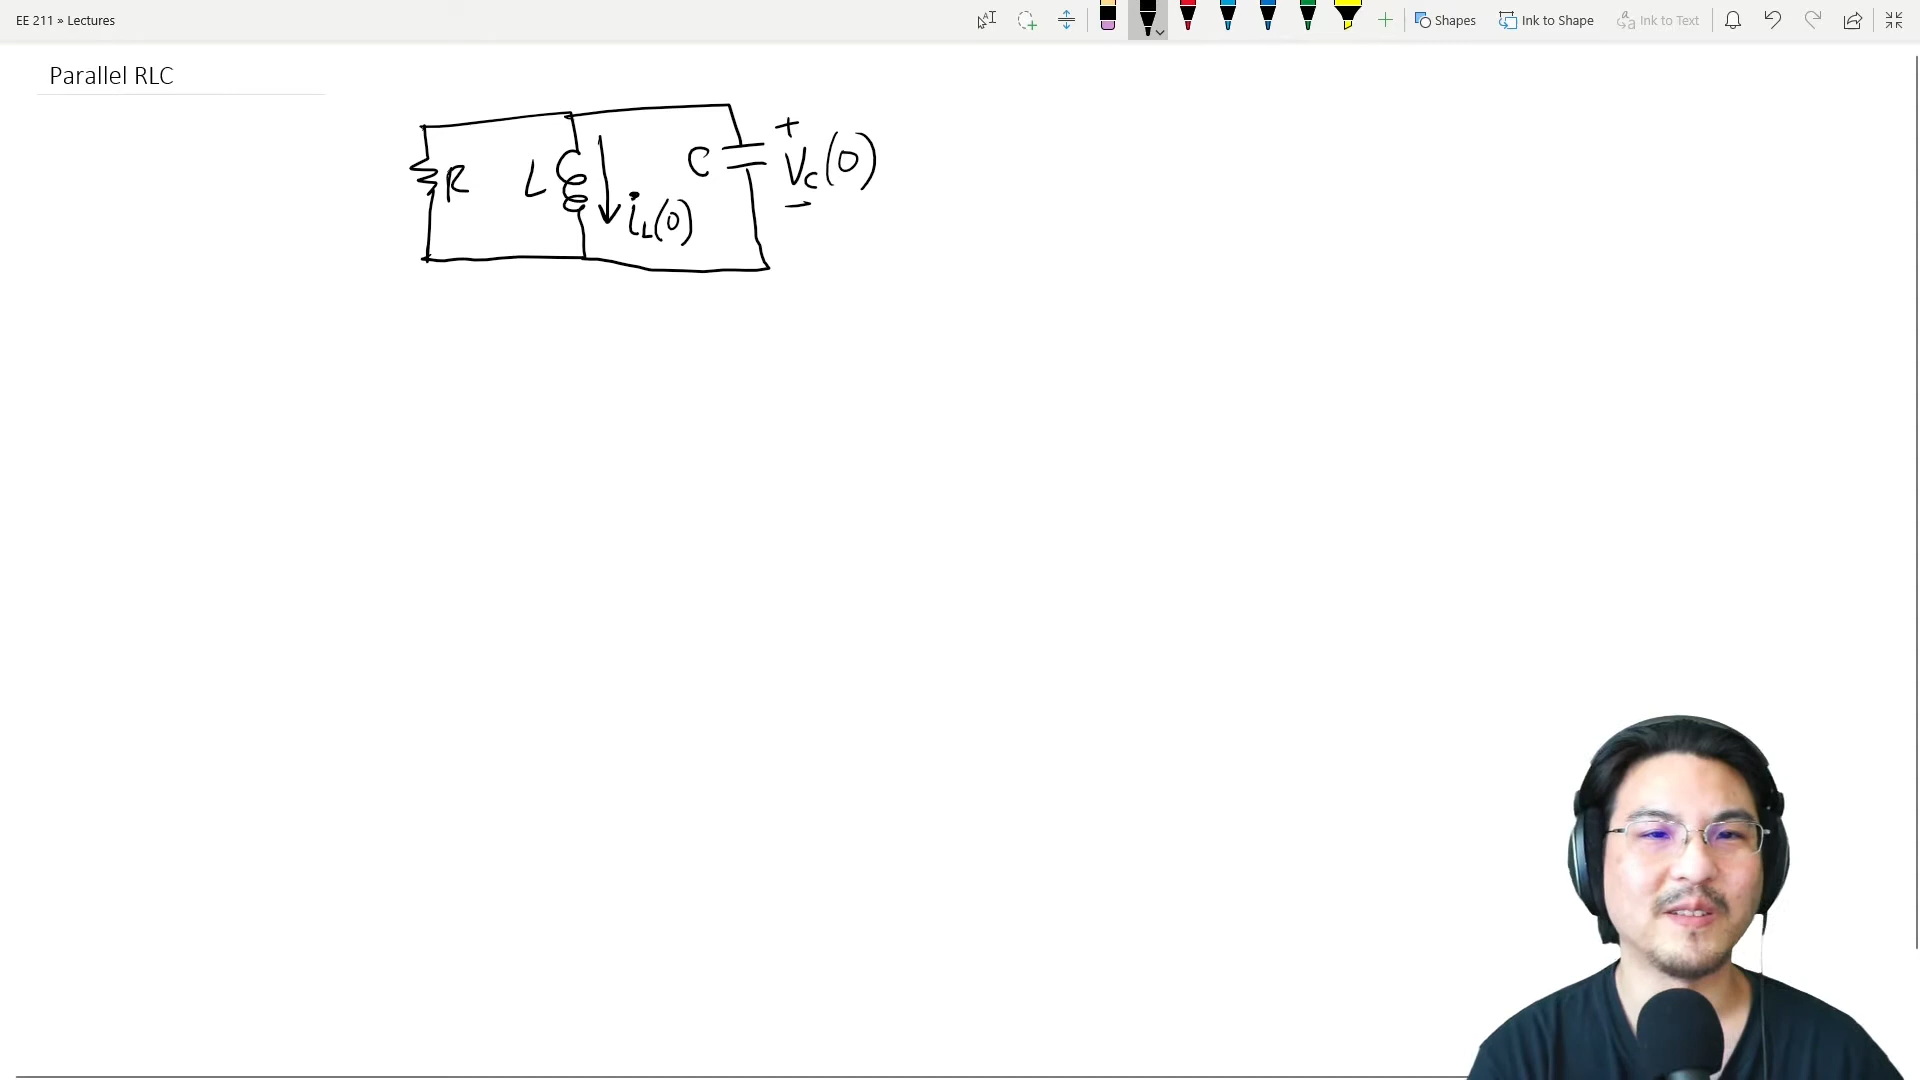 EE 211 » Lectures
Shapes
Ink to Shape
Ink to Text
Parallel RLC
R
L
iL(0)
C
+
Vc(0)
−